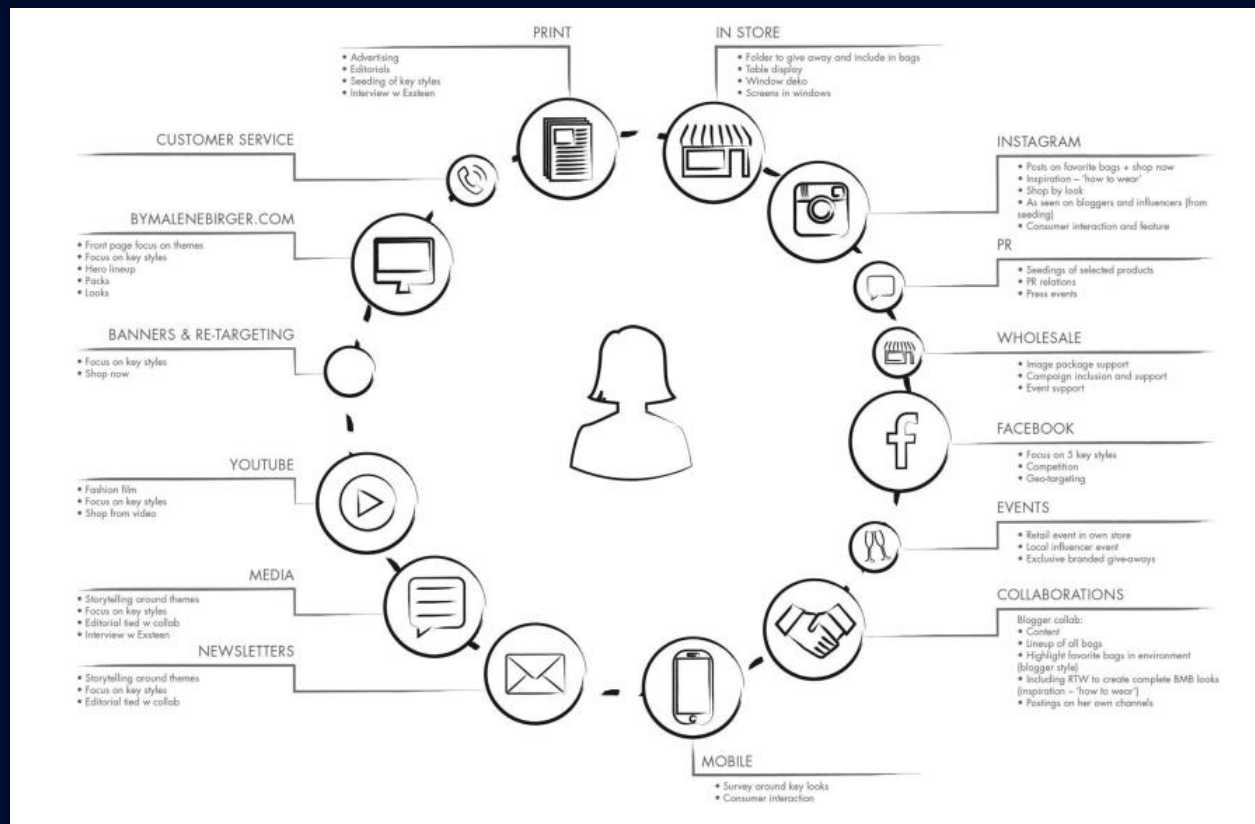 PRINT
• Advertising
• Editorials
• Seeding of key styles
• Interview w Exsteen
IN STORE
• Folder to give away and include in bags
• Table display
• Window deko
• Screens in windows
INSTAGRAM
• Posts on favorite bags + shop now
• Inspiration – 'how to wear'
• Shop by look
• As seen on bloggers and influencers (from
seeding)
• Consumer interaction and feature
PR
• Seedings of selected products
• PR relations
• Press events
WHOLESALE
• Image package support
• Campaign inclusion and support
• Event support
FACEBOOK
• Focus on 5 key styles
• Competition
• Geo-targeting
EVENTS
• Retail event in own store
• Local influencer event
• Exclusive branded give-aways
COLLABORATIONS
Blogger collab:
• Content
• Lineup of all bags
• Highlight favorite bags in environment
(blogger style)
• Including RTW to create complete BMB looks
(inspiration – 'how to wear')
• Postings on her own channels
MOBILE
• Survey around key looks
• Consumer interaction
NEWSLETTERS
• Storytelling around themes
• Focus on key styles
• Editorial tied w collab
MEDIA
• Storytelling around themes
• Focus on key styles
• Editorial tied w collab
• Interview w Exsteen
YOUTUBE
• Fashion film
• Focus on key styles
• Shop from video
BANNERS & RE-TARGETING
• Focus on key styles
• Shop now
BYMALENEBIRGER.COM
• Front page focus on themes
• Focus on key styles
• Hero lineup
• Packs
• Looks
CUSTOMER SERVICE